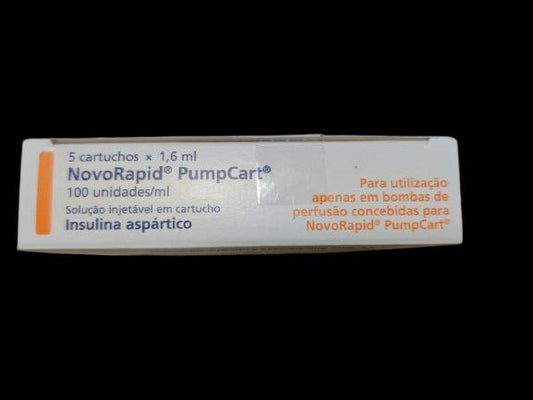 5 cartuchos × 1,6 ml
NovoRapid® PumpCart®
100 unidades/ml
Solução injetável em cartucho
Insulina aspártico
Para utilização
apenas em bombas de
perfusão concebidas para
NovoRapid® PumpCart®